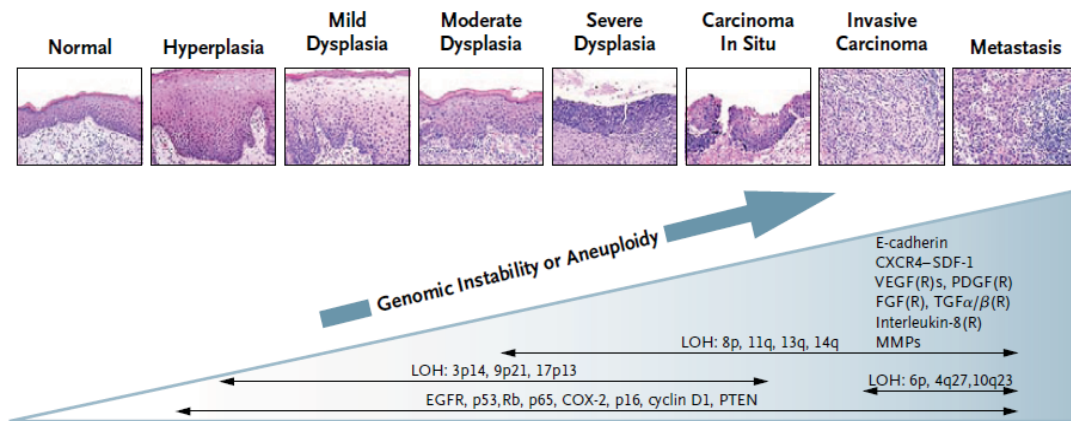 Normal
Hyperplasia
Mild
Dysplasia
Moderate
Dysplasia
Severe
Dysplasia
Carcinoma
In Situ
Invasive
Carcinoma
Metastasis
Genomic Instability or Aneuploidy
E-cadherin
CXCR4–SDF-1
VEGF(R)s, PDGF(R)
FGF(R), TGFα/β(R)
Interleukin-8(R)
MMPs
LOH: 8p, 11q, 13q, 14q
LOH: 3p14, 9p21, 17p13
LOH: 6p, 4q27,10q23
EGFR, p53,Rb, p65, COX-2, p16, cyclin D1, PTEN